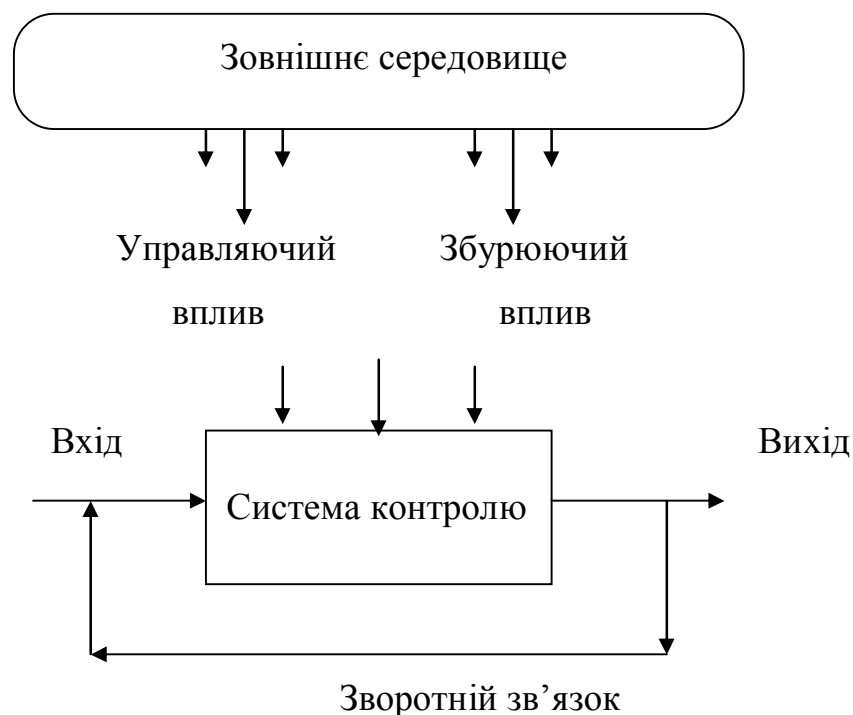 Зовнішнє середовище
Управляючий
вплив
Збурюючий
вплив
Вхід
Вихід
Система контролю
Зворотній зв’язок